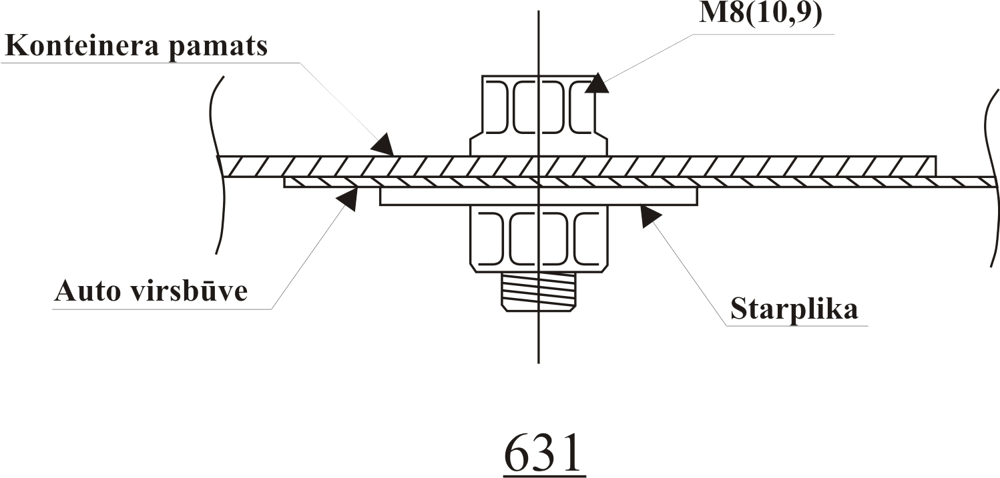 M8(10,9)
Konteinera pamats
Auto virsbūve
Starplika
631